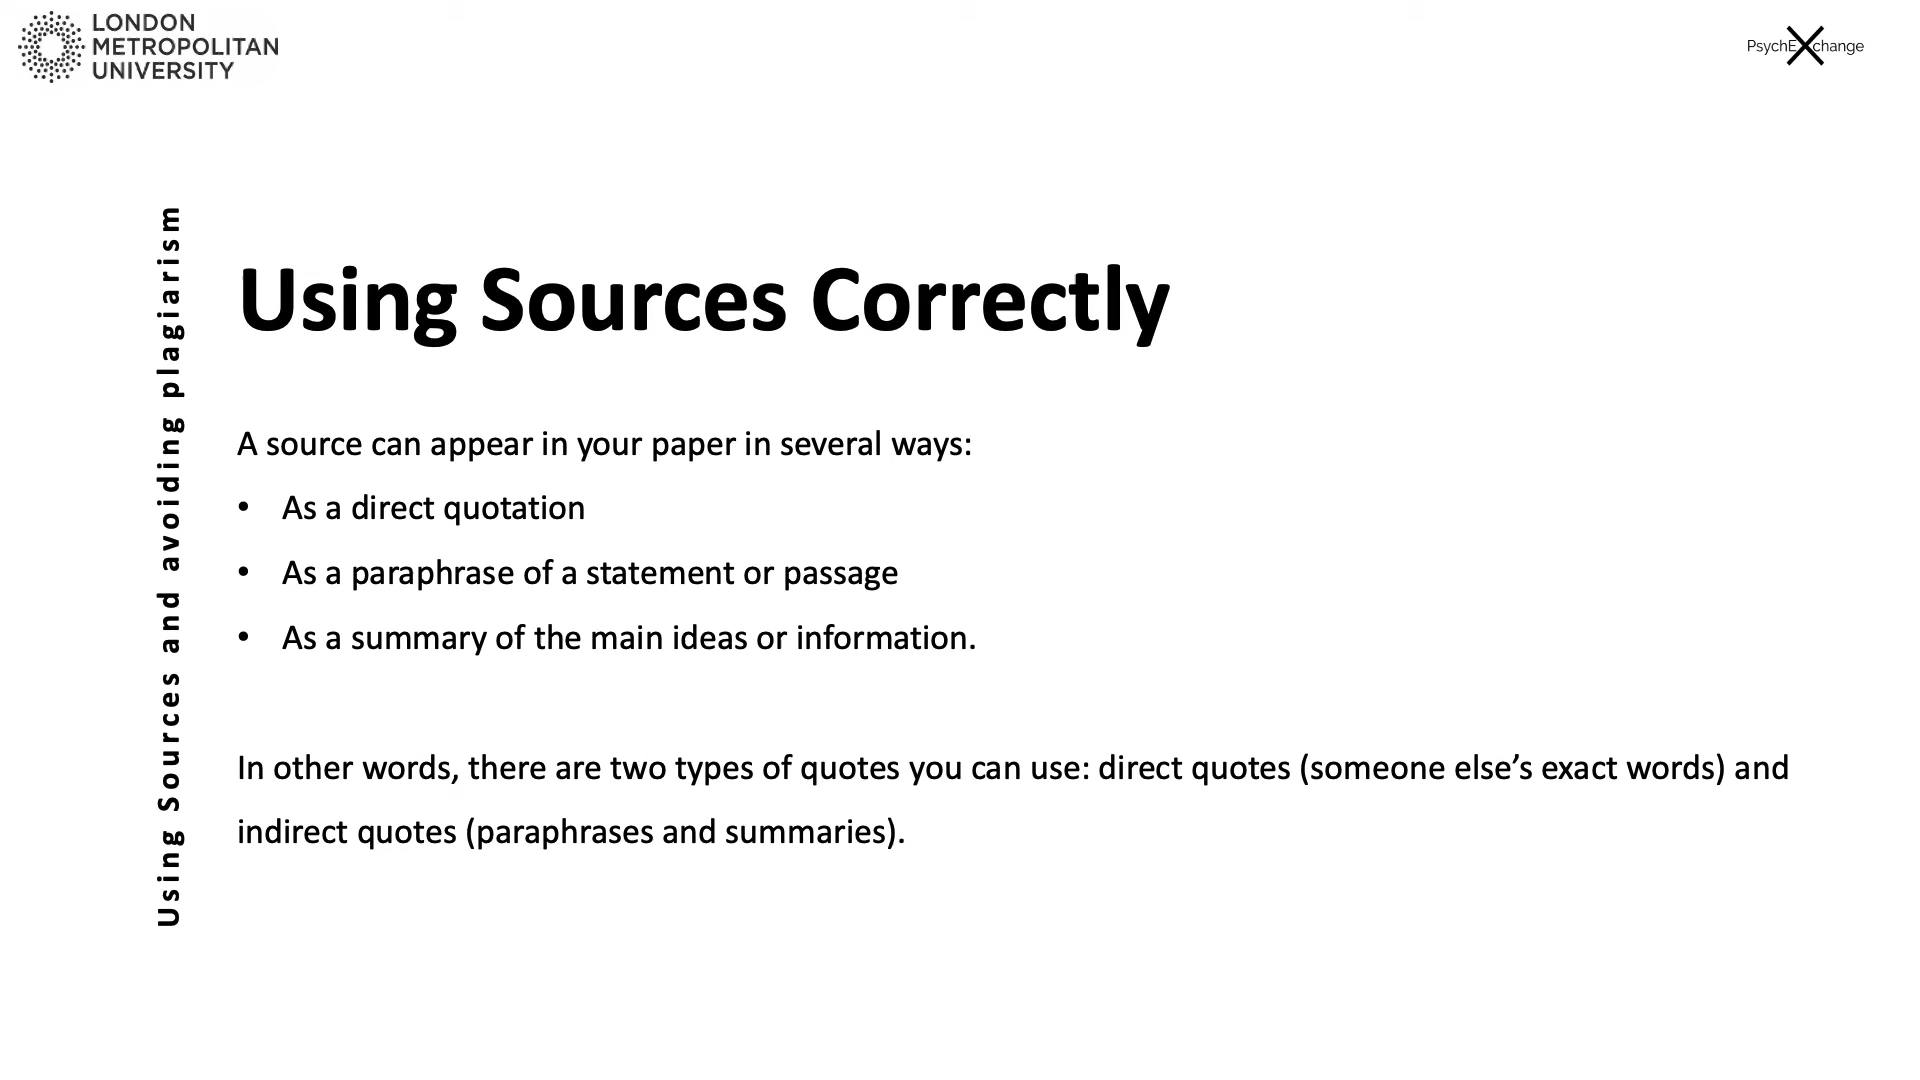 LONDON
METROPOLITAN
UNIVERSITY
PsychEXchange
Using Sources and avoiding plagiarism
Using Sources Correctly
A source can appear in your paper in several ways:
• As a direct quotation
• As a paraphrase of a statement or passage
• As a summary of the main ideas or information.
In other words, there are two types of quotes you can use: direct quotes (someone else’s exact words) and
indirect quotes (paraphrases and summaries).